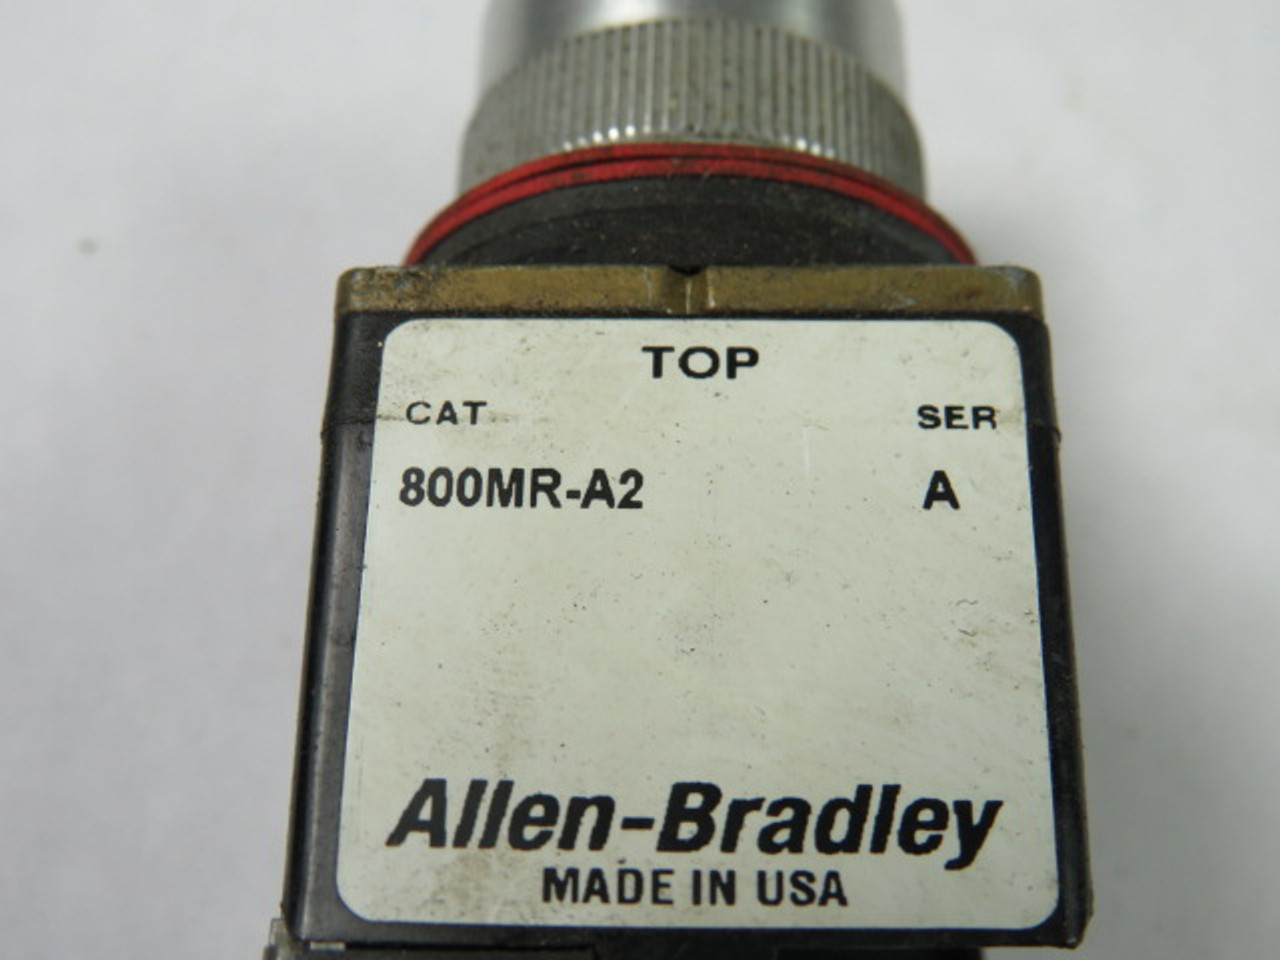 TOP
CAT SER
800MR-A2 A
Allen-Bradley
MADE IN USA